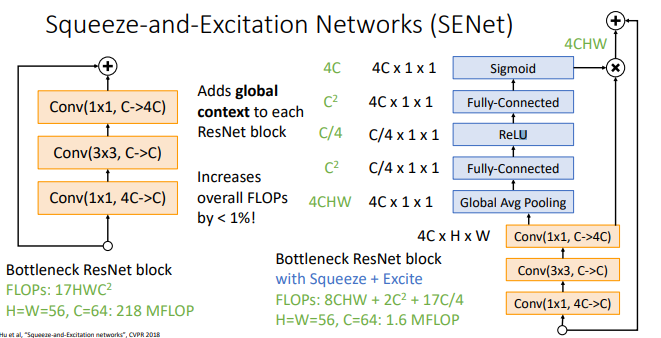 Squeeze-and-Excitation Networks (SENet)
+
Conv(1x1, C->4C)
Conv(3x3, C->C)
Conv(1x1, 4C->C)
Bottleneck ResNet block
FLOPs: 17HWC²
H=W=56, C=64: 218 MFLOP
Adds global
context to each
ResNet block
Increases
overall FLOPs
by < 1%!
+
4CHW
×
4C 4C x 1 x 1 Sigmoid
C² 4C x 1 x 1 Fully-Connected
C/4 C/4 x 1 x 1 ReLU
C² C/4 x 1 x 1 Fully-Connected
4CHW 4C x 1 x 1 Global Avg Pooling
4C x H x W Conv(1x1, C->4C)
Conv(3x3, C->C)
Conv(1x1, 4C->C)
Bottleneck ResNet block
with Squeeze + Excite
FLOPs: 8CHW + 2C² + 17C/4
H=W=56, C=64: 1.6 MFLOP
Hu et al, "Squeeze-and-Excitation networks", CVPR 2018